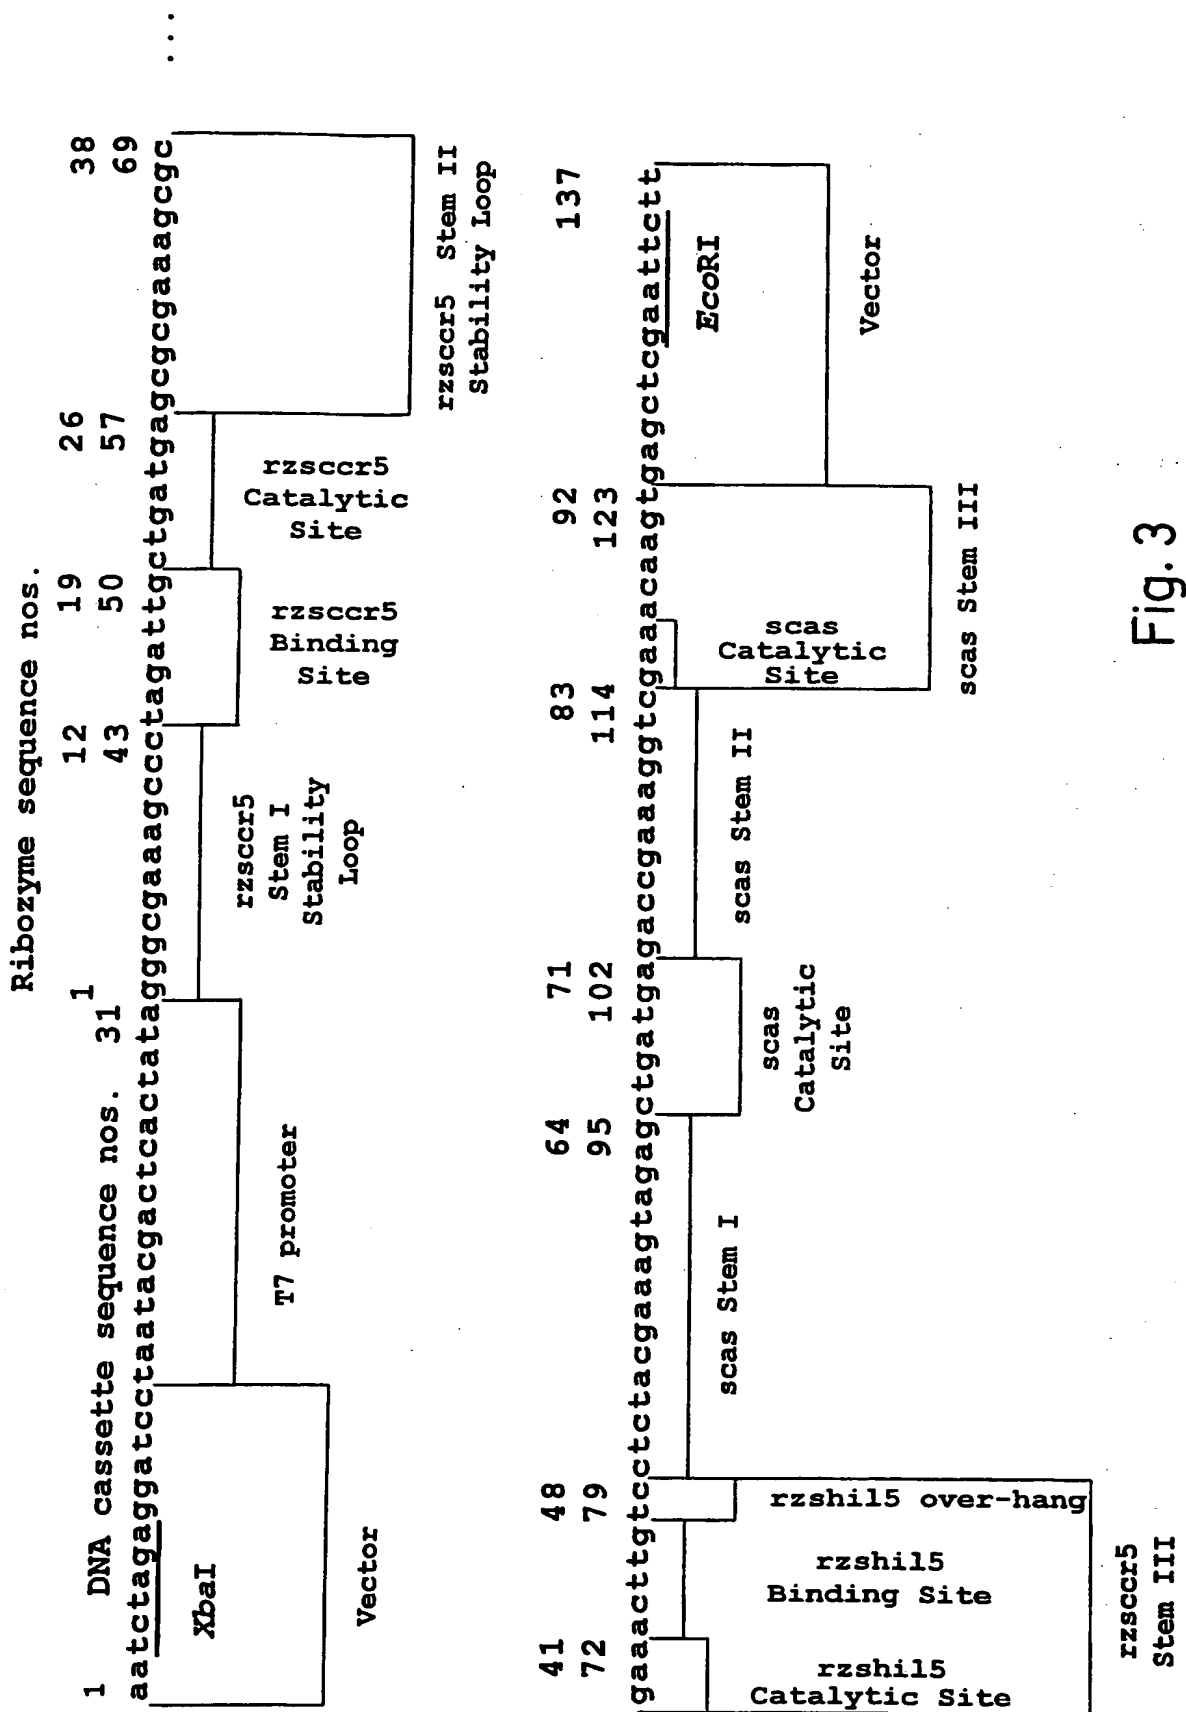 Ribozyme sequence nos.
1 12 19 26 38
1 DNA cassette sequence nos. 31 43 50 57 69
aatctagaggatcctaatacgactcactatagggcgaaagccctagattgctgatgagcgcgaaagcgc ...
XbaI
Vector
T7 promoter
rzsccr5
Stem I
Stability
Loop
rzsccr5
Binding
Site
rzsccr5
Catalytic
Site
rzsccr5 Stem II
Stability Loop
41 48 64 71 83 92
72 79 95 102 114 123 137
gaaacttgtcctctacgaaagtagagctgatgagaccgaaaggtcgaaacaagtgagctcgaattctt
rzshil5
Catalytic Site
rzshil5
Binding Site
rzshil5 over-hang
rzsccr5
Stem III
scas Stem I
scas
Catalytic
Site
scas Stem II
scas
Catalytic
Site
scas Stem III
EcoRI
Vector
Fig. 3